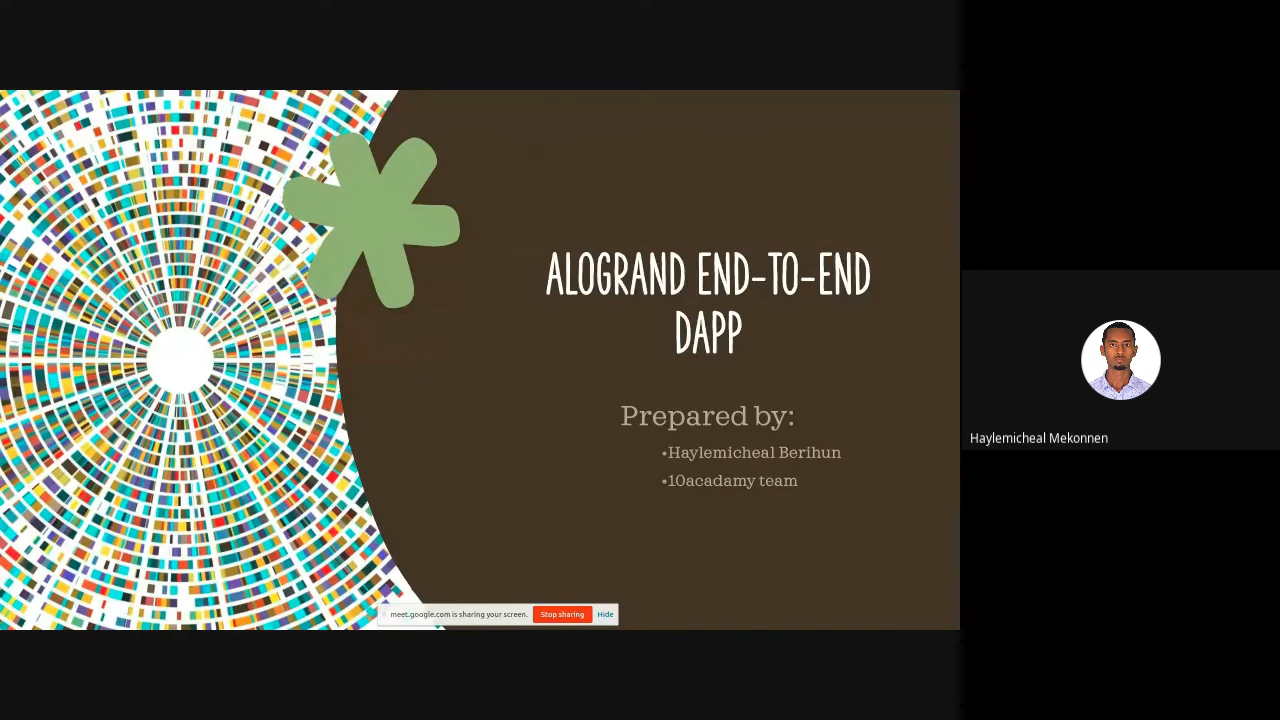 ALOGRAND END-TO-END
DAPP
Prepared by:
•Haylemicheal Berihun
•10acadamy team
Haylemicheal Mekonnen
meet.google.com is sharing your screen. Stop sharing Hide